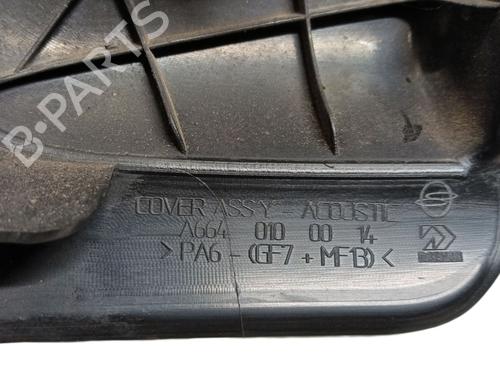 B-PARTS
COVER ASS'Y - ACOUSTIC
A664 010 00 14
>PA6-(GF7+MF13)<